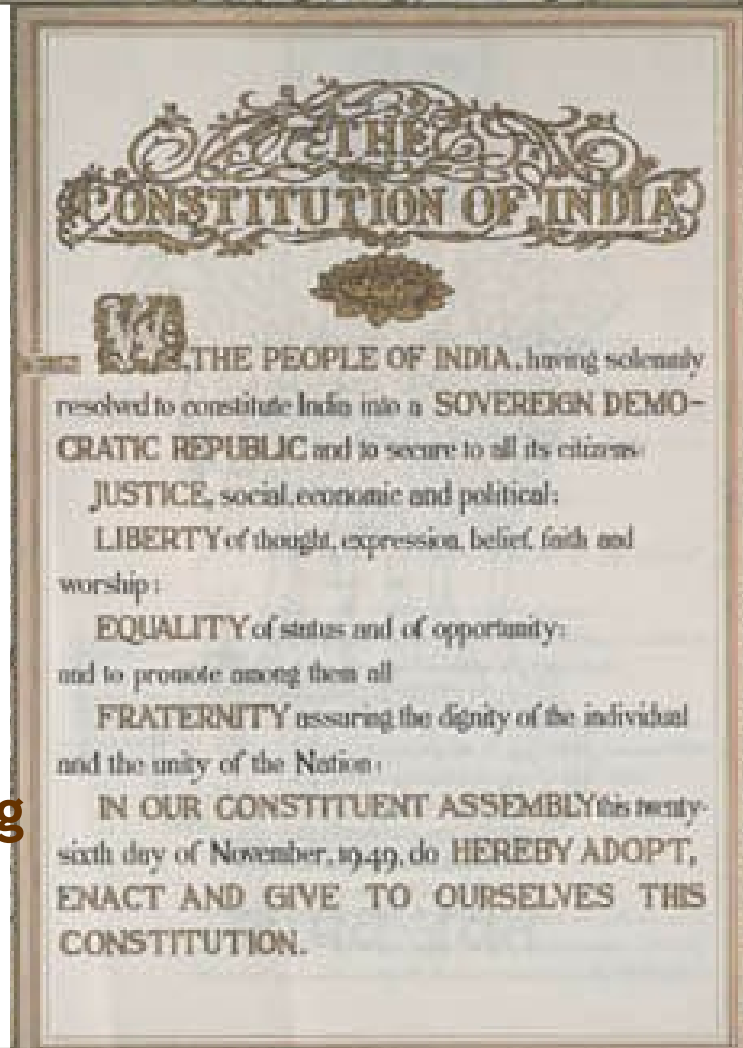 THE
CONSTITUTION OF INDIA
WE, THE PEOPLE OF INDIA, having solemnly
resolved to constitute India into a SOVEREIGN DEMO-
CRATIC REPUBLIC and to secure to all its citizens:
JUSTICE, social, economic and political;
LIBERTY of thought, expression, belief, faith and
worship;
EQUALITY of status and of opportunity;
and to promote among them all
FRATERNITY assuring the dignity of the individual
and the unity of the Nation;
g
IN OUR CONSTITUENT ASSEMBLY this twenty-
sixth day of November, 1949, do HEREBY ADOPT,
ENACT AND GIVE TO OURSELVES THIS
CONSTITUTION.